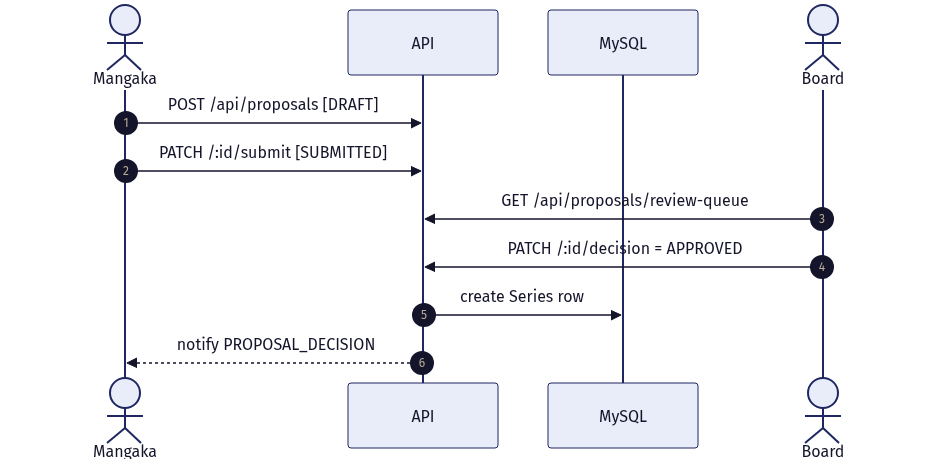 Mangaka
API
MySQL
Board
POST /api/proposals [DRAFT]
1
PATCH /:id/submit [SUBMITTED]
2
GET /api/proposals/review-queue
3
PATCH /:id/decision = APPROVED
4
create Series row
5
notify PROPOSAL_DECISION
6
Mangaka
API
MySQL
Board